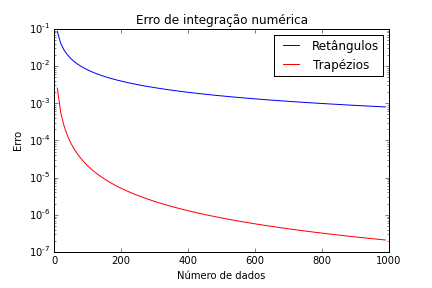 Erro de integração numérica
Retângulos
Trapézios
Erro
10^-1
10^-2
10^-3
10^-4
10^-5
10^-6
10^-7
0 200 400 600 800 1000
Número de dados